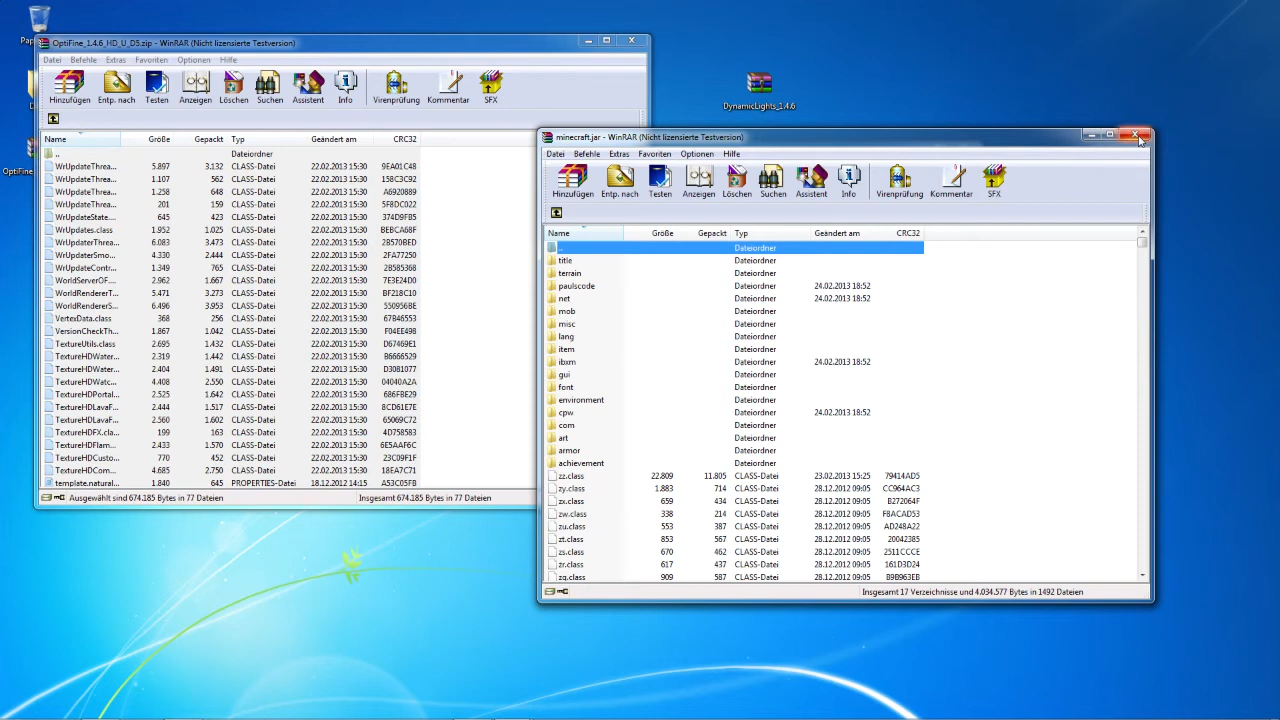 Pap
OptiFine_1.4.6_HD_U_D5.zip - WinRAR (Nicht lizensierte Testversion)
Datei Befehle Extras Favoriten Optionen Hilfe
Hinzufügen Entp. nach Testen Anzeigen Löschen Suchen Assistent Info Virenprüfung Kommentar SFX
Name Größe Gepackt Typ Geändert am CRC32
.. Dateiordner
WrUpdateThrea... 5.897 3.132 CLASS-Datei 22.02.2013 15:30 9FA01C48
WrUpdateThrea... 1.107 562 CLASS-Datei 22.02.2013 15:30 158C3C92
WrUpdateThrea... 1.258 648 CLASS-Datei 22.02.2013 15:30 A6920889
WrUpdateThrea... 201 159 CLASS-Datei 22.02.2013 15:30 5F8DC022
WrUpdateState.... 645 423 CLASS-Datei 22.02.2013 15:30 374D9FB5
WrUpdates.class 1.952 1.025 CLASS-Datei 22.02.2013 15:30 BEBCA68F
WrUpdaterThrea... 6.083 3.473 CLASS-Datei 22.02.2013 15:30 2B570BED
WrUpdaterSmo... 4.330 2.444 CLASS-Datei 22.02.2013 15:30 2FA77250
WrUpdateContr... 1.349 765 CLASS-Datei 22.02.2013 15:30 2B585368
WorldServerOF.... 2.962 1.667 CLASS-Datei 22.02.2013 15:30 7E3E24D0
WorldRendererT... 5.471 3.273 CLASS-Datei 22.02.2013 15:30 BF218C10
WorldRendererS... 6.496 3.953 CLASS-Datei 22.02.2013 15:30 550956BE
VertexData.class 368 256 CLASS-Datei 22.02.2013 15:30 67B46553
VersionCheckTh... 1.867 1.042 CLASS-Datei 22.02.2013 15:30 F04EE498
TextureUtils.class 2.695 1.432 CLASS-Datei 22.02.2013 15:30 D67469E1
TextureHDWater... 2.319 1.442 CLASS-Datei 22.02.2013 15:30 B6666529
TextureHDWater... 2.404 1.491 CLASS-Datei 22.02.2013 15:30 D3081077
TextureHDWatc... 4.408 2.550 CLASS-Datei 22.02.2013 15:30 04040A2A
TextureHDPortal... 2.525 1.642 CLASS-Datei 22.02.2013 15:30 686FBE29
TextureHDLavaF... 2.444 1.517 CLASS-Datei 22.02.2013 15:30 8CD61E7E
TextureHDLavaF... 2.560 1.602 CLASS-Datei 22.02.2013 15:30 65069C72
TextureHDFX.cla... 199 163 CLASS-Datei 22.02.2013 15:30 4D758583
TextureHDFlam... 2.433 1.570 CLASS-Datei 22.02.2013 15:30 6E5AAF6C
TextureHDCusto... 770 452 CLASS-Datei 22.02.2013 15:30 23C09F1F
TextureHDCom... 4.685 2.750 CLASS-Datei 22.02.2013 15:30 18EA7C71
template.natural... 1.840 645 PROPERTIES-Datei 18.12.2012 14:15 A53C05FB
Ausgewählt sind 674.185 Bytes in 77 Dateien Insgesamt 674.185 Bytes in 77 Dateien
OptiFine_
DynamicLights_1.4.6
minecraft.jar - WinRAR (Nicht lizensierte Testversion)
Datei Befehle Extras Favoriten Optionen Hilfe
Hinzufügen Entp. nach Testen Anzeigen Löschen Suchen Assistent Info Virenprüfung Kommentar SFX
Name Größe Gepackt Typ Geändert am CRC32
.. Dateiordner
title Dateiordner
terrain Dateiordner
paulscode Dateiordner 24.02.2013 18:52
net Dateiordner 24.02.2013 18:52
mob Dateiordner
misc Dateiordner
lang Dateiordner
item Dateiordner
ibxm Dateiordner 24.02.2013 18:52
gui Dateiordner
font Dateiordner
environment Dateiordner
cpw Dateiordner 24.02.2013 18:52
com Dateiordner
art Dateiordner
armor Dateiordner
achievement Dateiordner
zz.class 22.809 11.805 CLASS-Datei 23.02.2013 15:25 79414AD5
zy.class 1.883 714 CLASS-Datei 28.12.2012 09:05 CC964AC3
zx.class 659 434 CLASS-Datei 28.12.2012 09:05 B272064F
zw.class 338 214 CLASS-Datei 28.12.2012 09:05 F8ACAD53
zu.class 553 387 CLASS-Datei 28.12.2012 09:05 AD248A22
zt.class 853 567 CLASS-Datei 28.12.2012 09:05 20042385
zs.class 670 462 CLASS-Datei 28.12.2012 09:05 2511CCCE
zr.class 617 437 CLASS-Datei 28.12.2012 09:05 161D3D24
zq.class 909 587 CLASS-Datei 28.12.2012 09:05 B9B963EB
Insgesamt 17 Verzeichnisse und 4.034.577 Bytes in 1492 Dateien